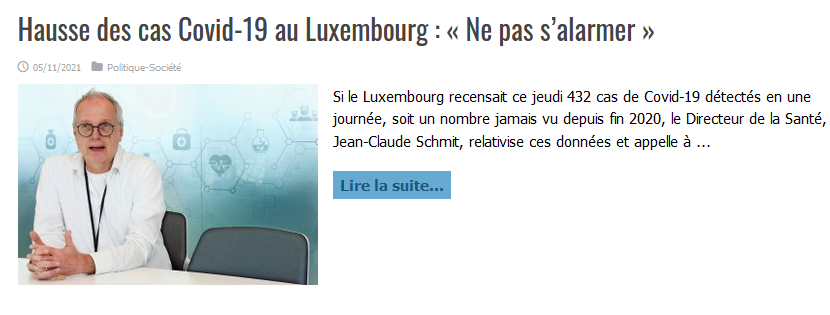 Hausse des cas Covid-19 au Luxembourg : « Ne pas s’alarmer »
05/11/2021 Politique-Société
Si le Luxembourg recensait ce jeudi 432 cas de Covid-19 détectés en une
journée, soit un nombre jamais vu depuis fin 2020, le Directeur de la Santé,
Jean-Claude Schmit, relativise ces données et appelle à ...
Lire la suite...